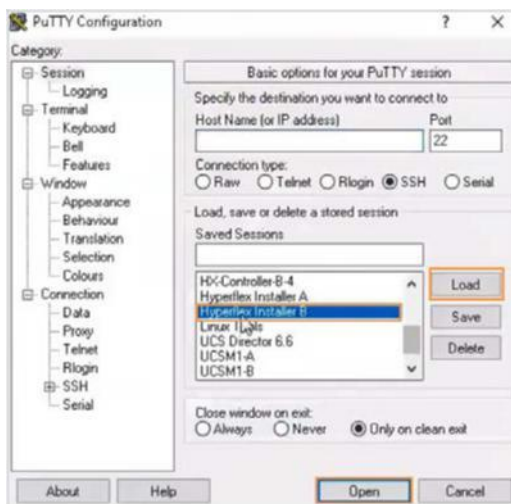 PuTTY Configuration
?
Category:
Session
Logging
Terminal
Keyboard
Bell
Features
Window
Appearance
Behaviour
Translation
Selection
Colours
Connection
Data
Proxy
Telnet
Rlogin
SSH
Serial
Basic options for your PuTTY session
Specify the destination you want to connect to
Host Name (or IP address)
Port
22
Connection type:
Raw
Telnet
Rlogin
SSH
Serial
Load, save or delete a stored session
Saved Sessions
HX-Controller-B-4
Hyperflex Installer A
Hyperflex Installer B
Linux Tools
UCS Director 6.6
UCSM1-A
UCSM1-B
Load
Save
Delete
Close window on exit:
Always
Never
Only on clean exit
About
Help
Open
Cancel